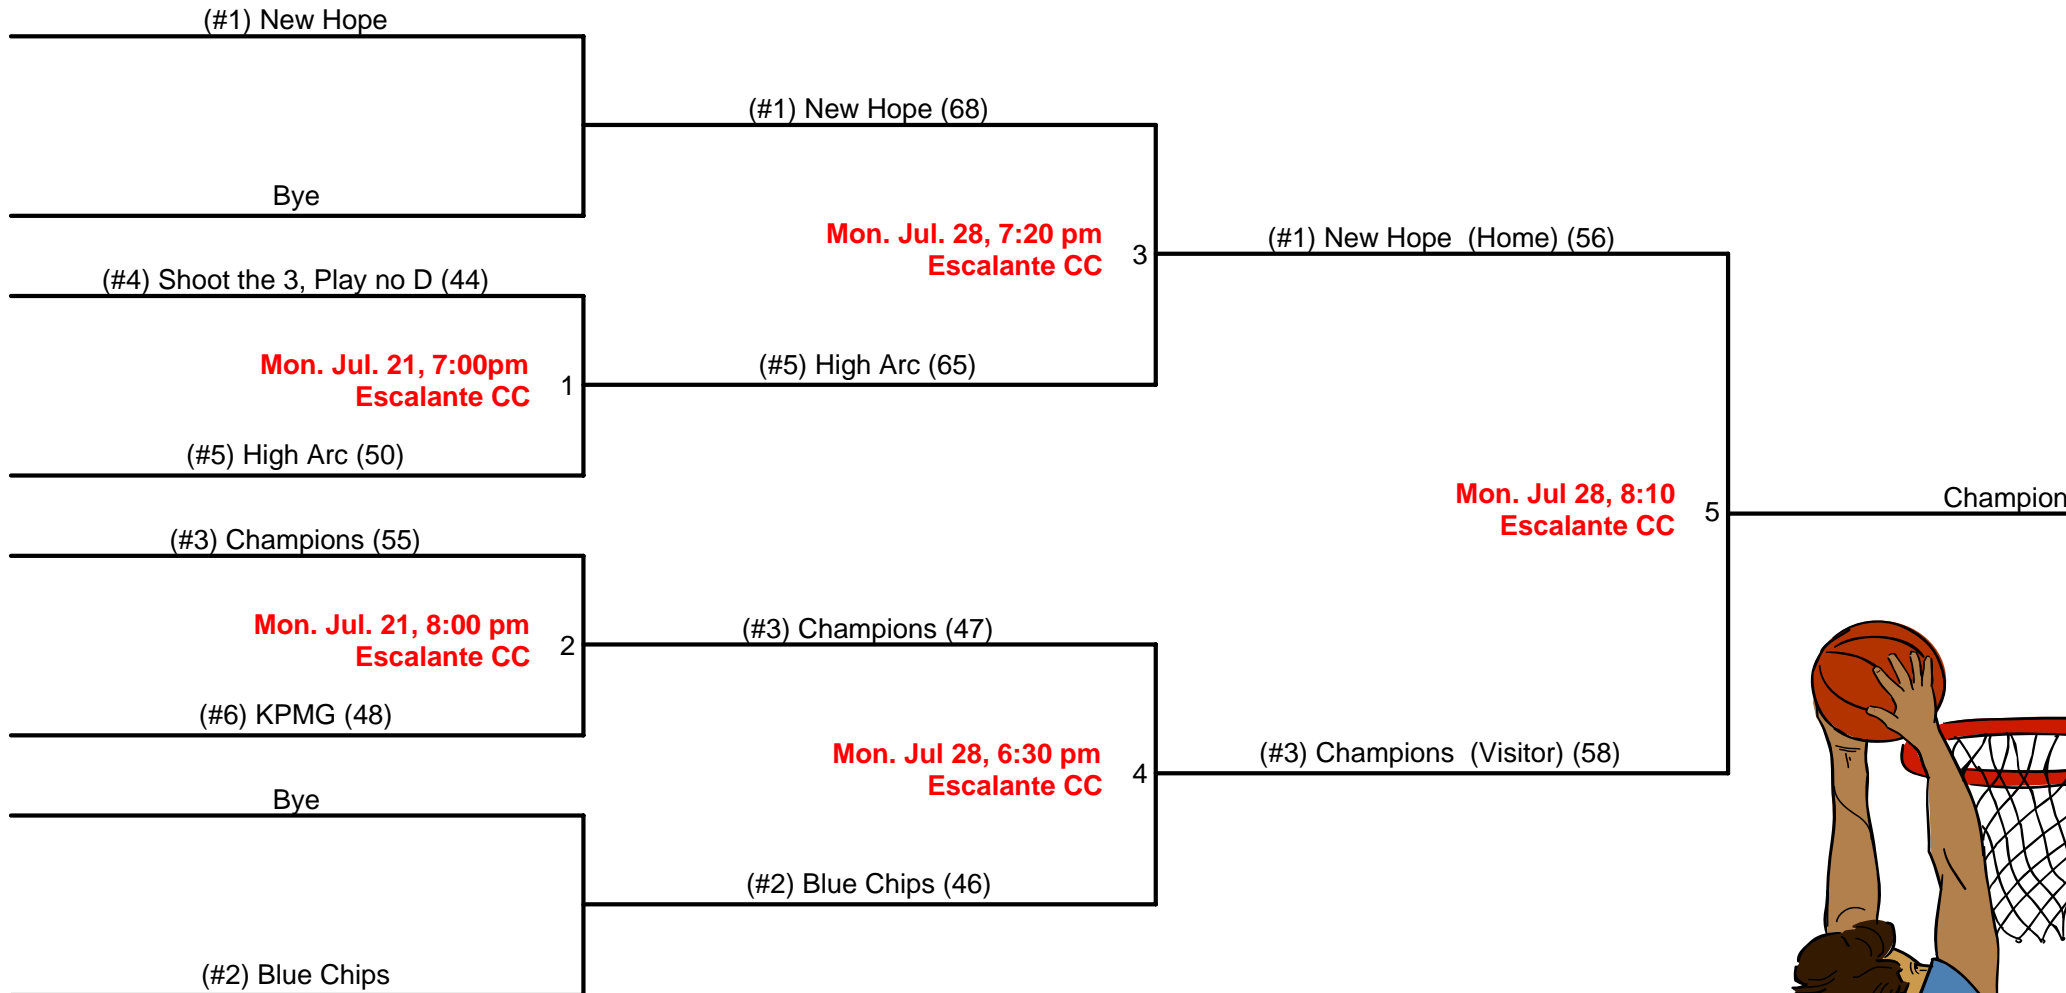 (#1) New Hope
(#1) New Hope (68)
Bye
Mon. Jul. 28, 7:20 pm
Escalante CC
3
(#1) New Hope  (Home) (56)
(#4) Shoot the 3, Play no D (44)
Mon. Jul. 21, 7:00pm
Escalante CC
1
(#5) High Arc (65)
(#5) High Arc (50)
Mon. Jul 28, 8:10
Escalante CC
5
Champion
(#3) Champions (55)
Mon. Jul. 21, 8:00 pm
Escalante CC
2
(#3) Champions (47)
(#6) KPMG (48)
Mon. Jul 28, 6:30 pm
Escalante CC
4
(#3) Champions  (Visitor) (58)
Bye
(#2) Blue Chips (46)
(#2) Blue Chips